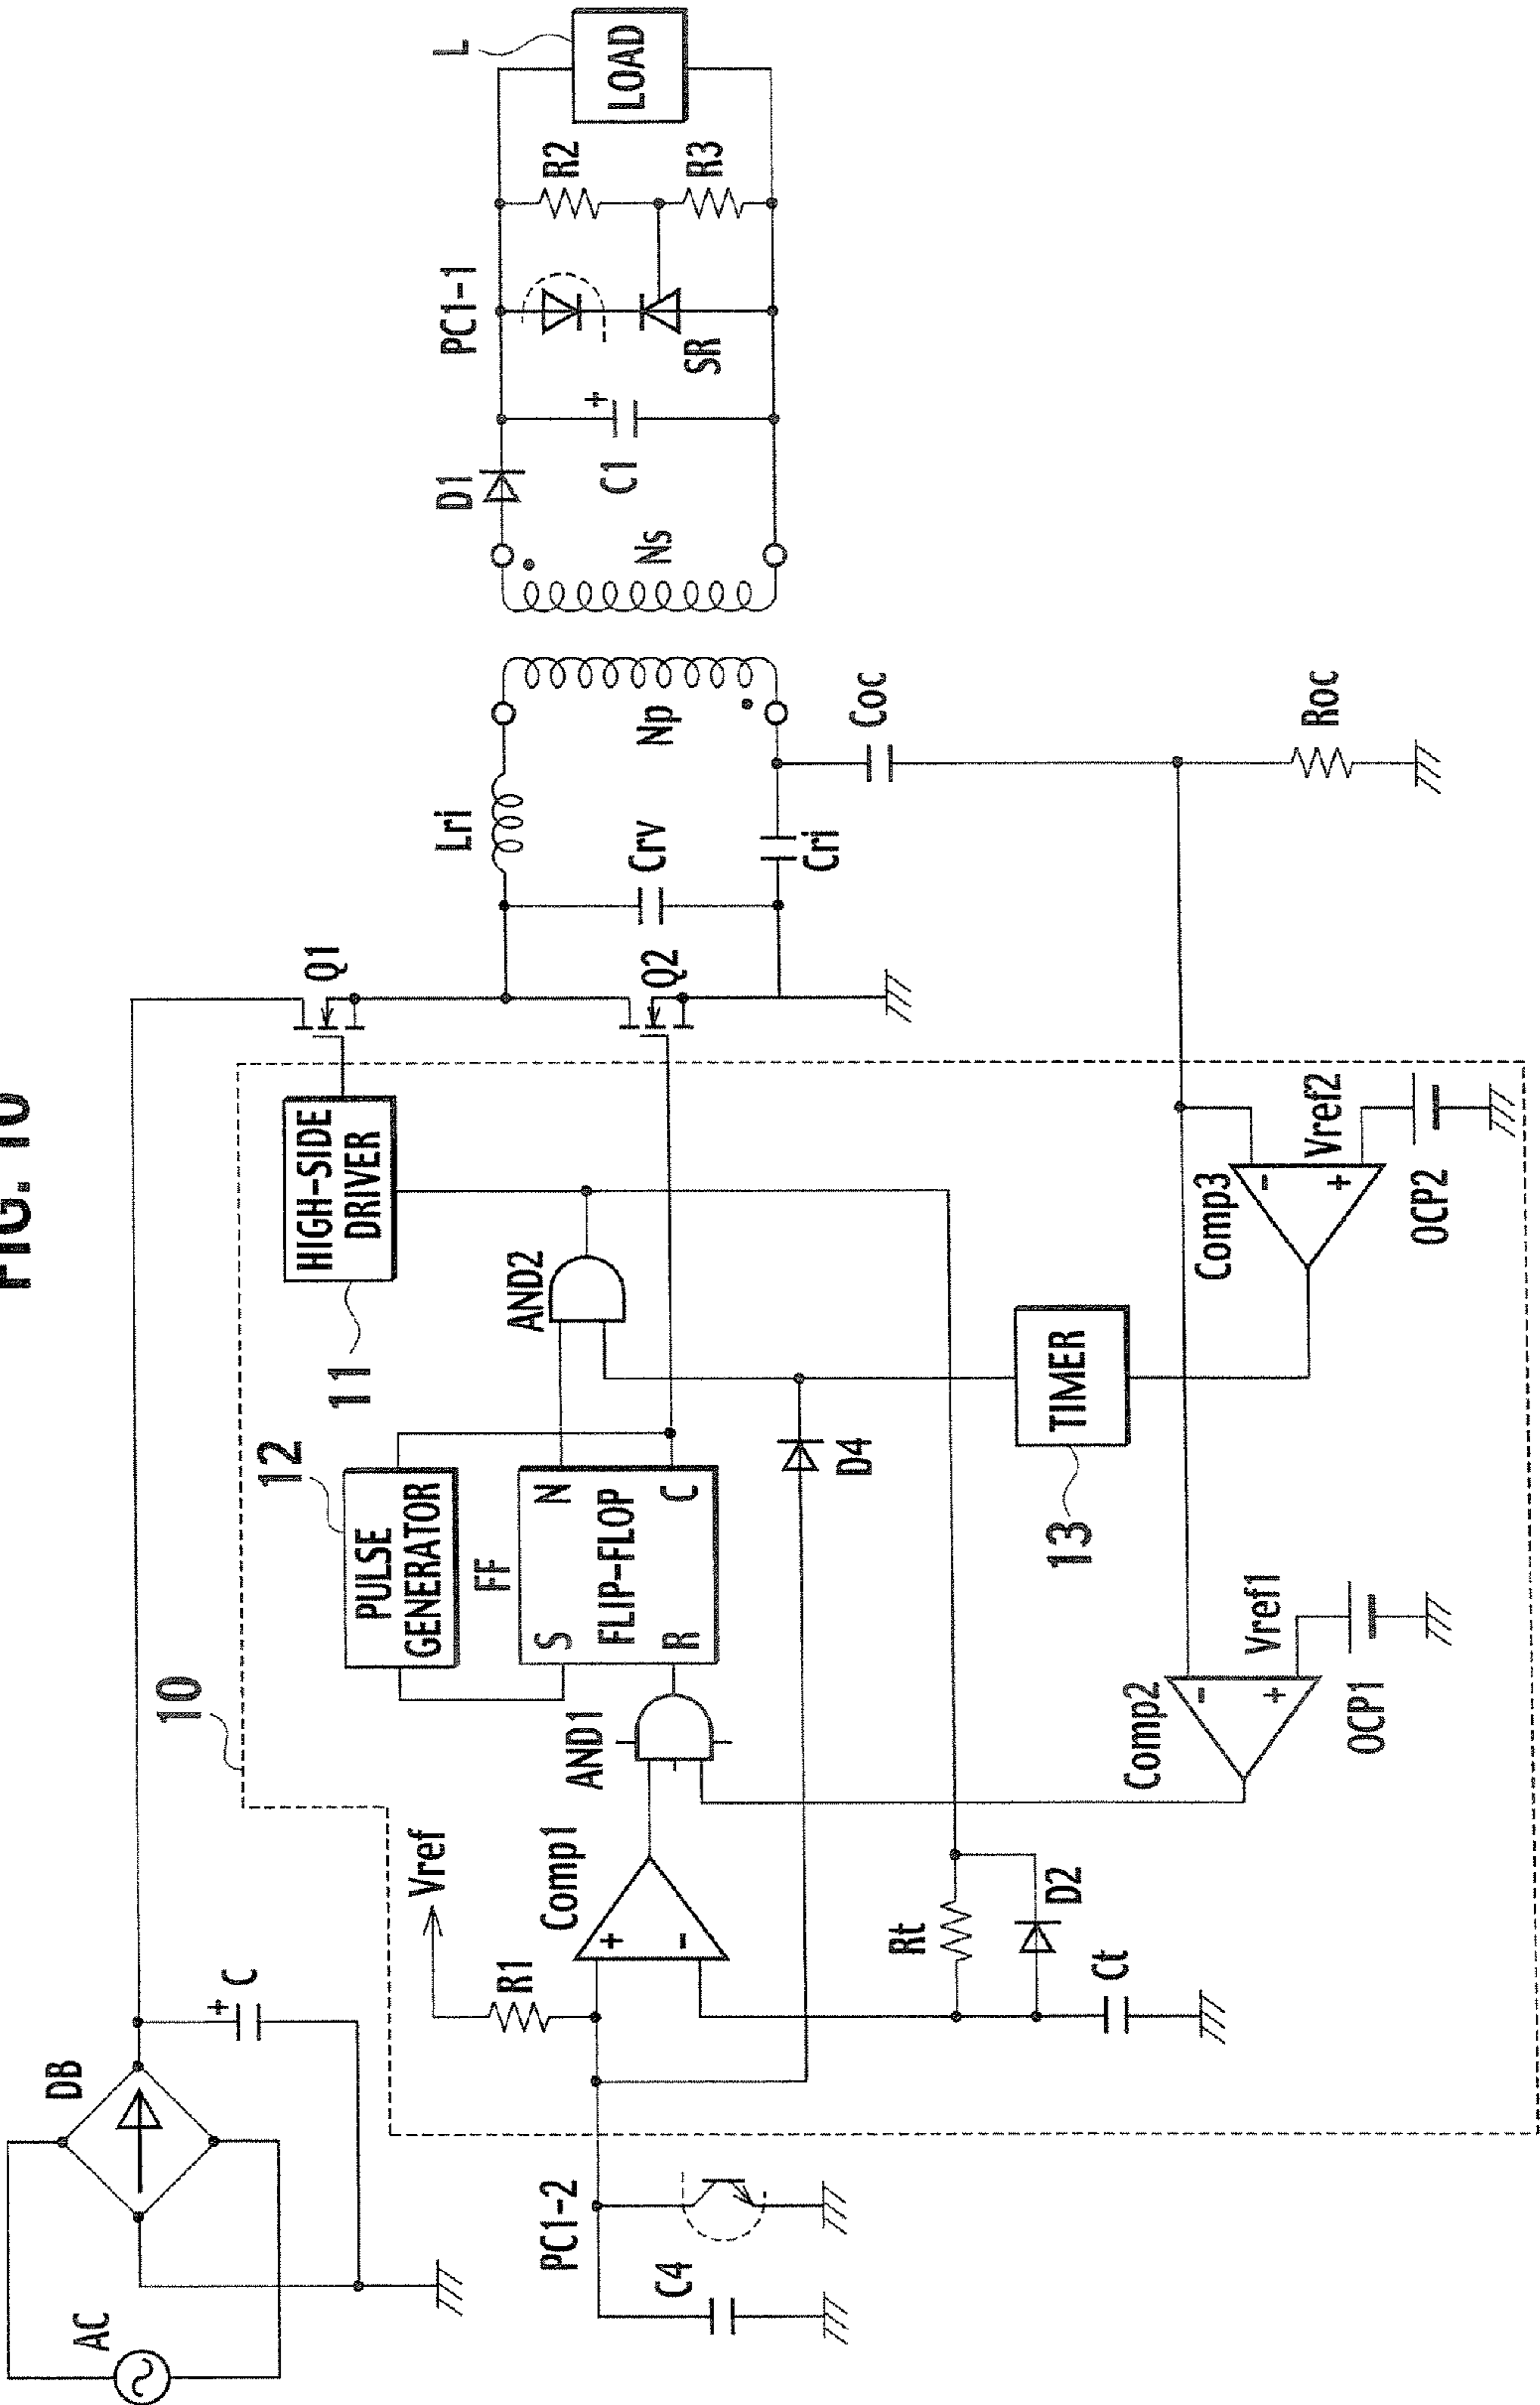 FIG. 10
AC
DB
C
+
10
12
PULSE
GENERATOR
11
HIGH-SIDE
DRIVER
Q1
Lri
Crv
Q2
Cri
Np
Ns
D1
C1
+
PC1-1
SR
R2
R3
L
LOAD
Coc
Roc
Vref
R1
Comp1
+
-
AND1
FF
S
N
FLIP-FLOP
R
C
AND2
D4
PC1-2
C4
Rt
D2
Ct
TIMER
13
Comp2
-
+
Vref1
OCP1
Comp3
-
+
Vref2
OCP2